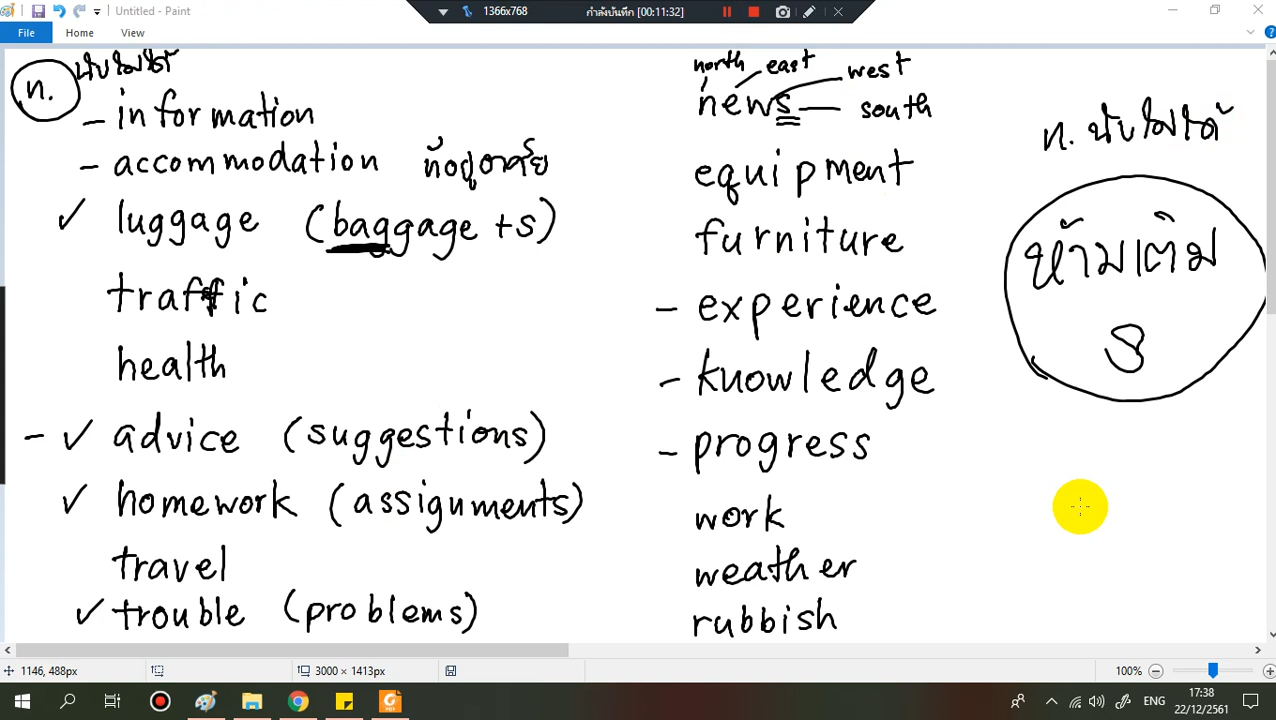 Untitled - Paint
1366x768
กำลังบันทึก [00:11:32]
File
Home
View
n. นับไม่ได้
- information
- accommodation ที่อยู่อาศัย
✓ luggage (baggage +s)
traffic
health
- ✓ advice (suggestions)
✓ homework (assignments)
travel
✓ trouble (problems)
north east west
news — south
equipment
furniture
- experience
- knowledge
- progress
work
weather
rubbish
n. นับไม่ได้
ห้ามเติม
s
1146, 488px
3000 × 1413px
100%
ENG
17:38
22/12/2561